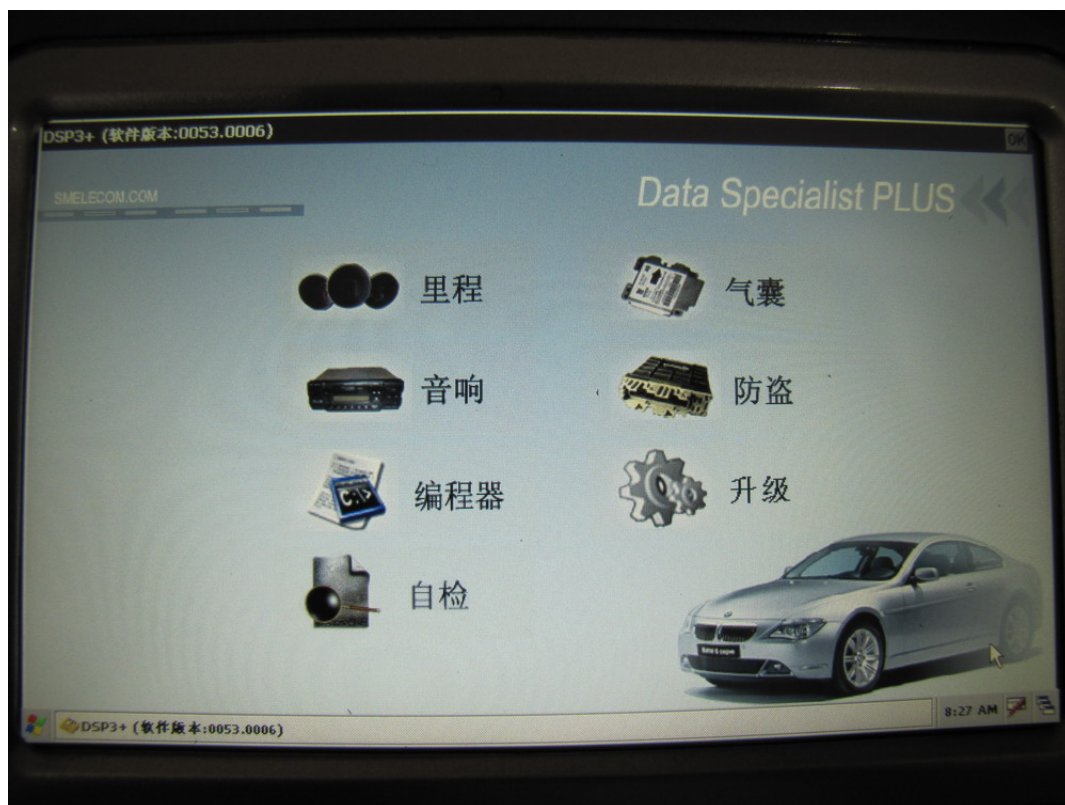 DSP3+ (软件版本:0053.0006)
OK
SMELECOM.COM
Data Specialist PLUS
里程
气囊
音响
防盗
编程器
升级
自检
DSP3+ (软件版本:0053.0006)
8:27 AM